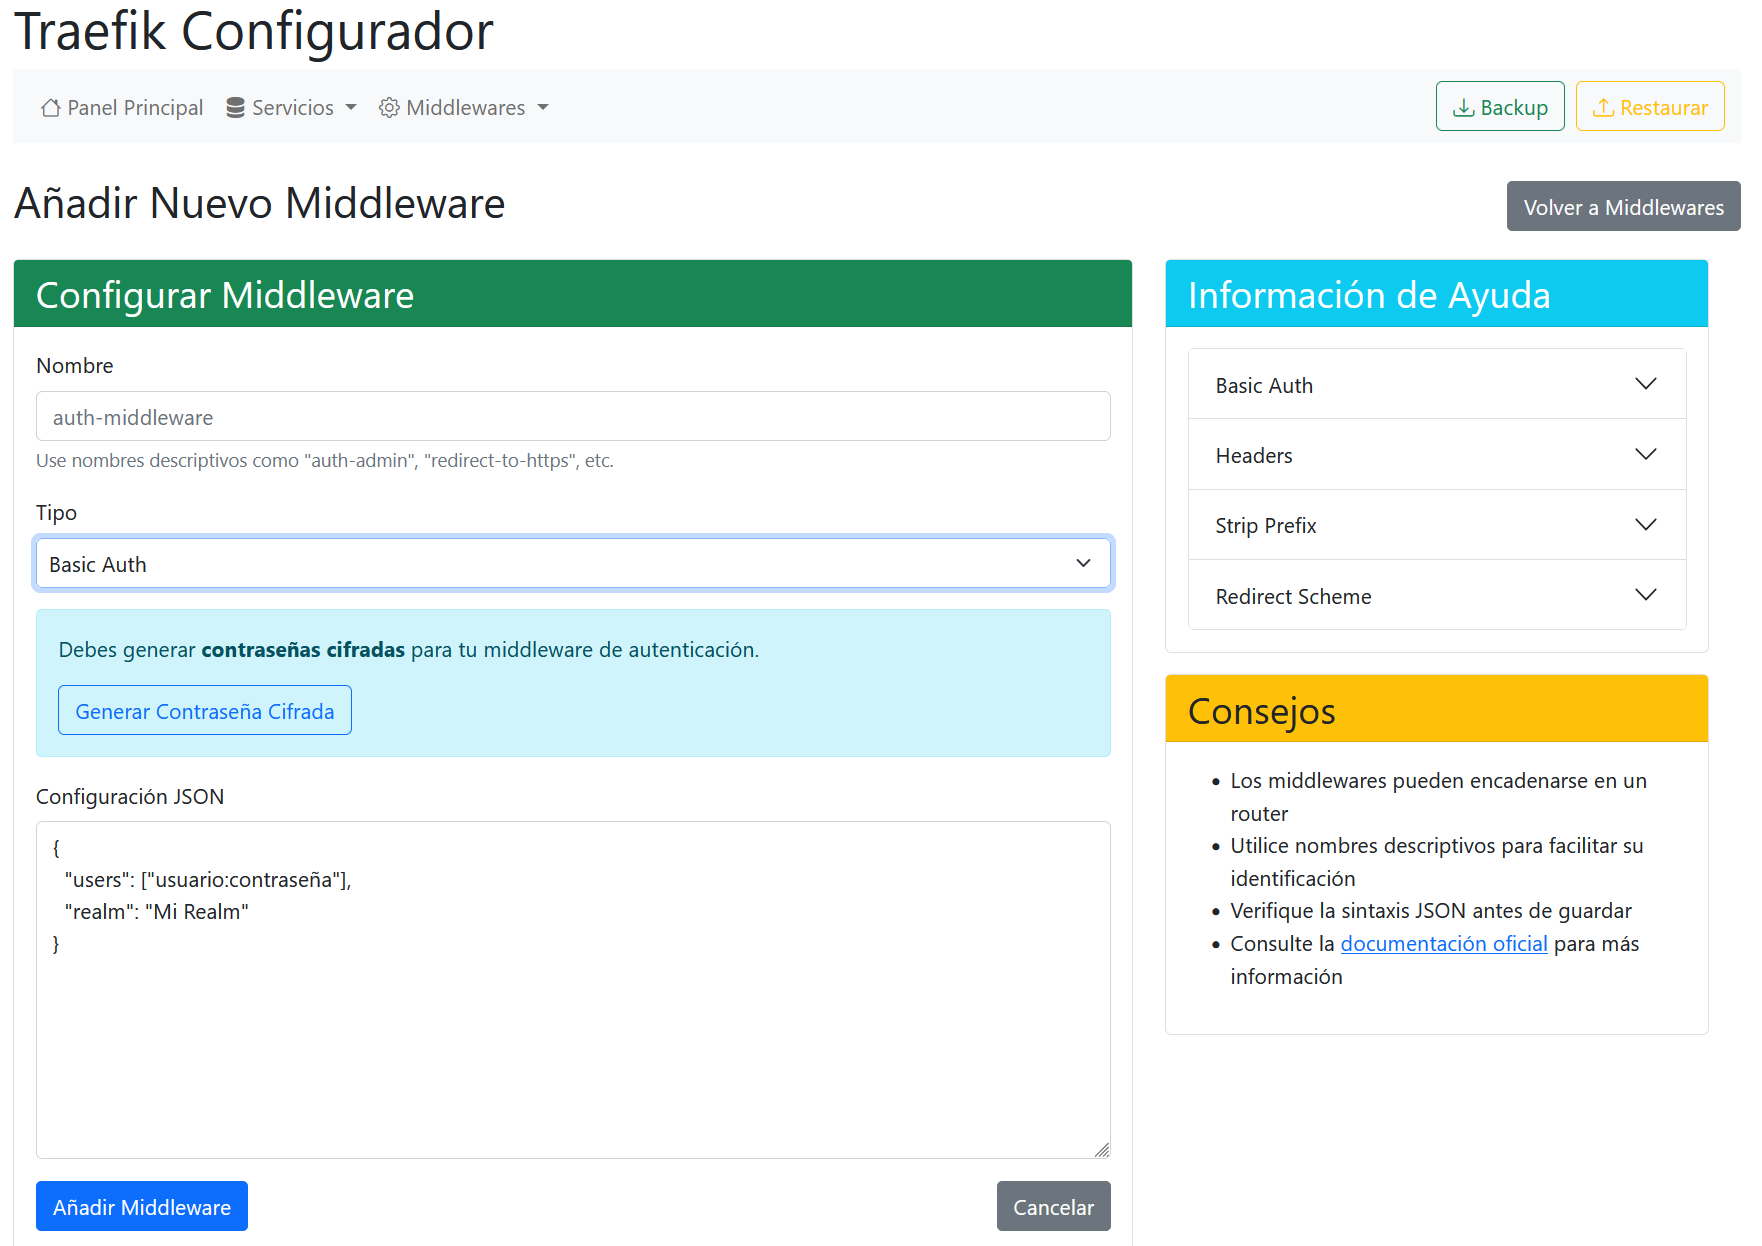 Traefik Configurador
Panel Principal
Servicios
Middlewares
Backup
Restaurar
Añadir Nuevo Middleware
Volver a Middlewares
Configurar Middleware
Nombre
auth-middleware
Use nombres descriptivos como "auth-admin", "redirect-to-https", etc.
Tipo
Basic Auth
Debes generar contraseñas cifradas para tu middleware de autenticación.
Generar Contraseña Cifrada
Configuración JSON
{
"users": ["usuario:contraseña"],
"realm": "Mi Realm"
}
Añadir Middleware
Cancelar
Información de Ayuda
Basic Auth
Headers
Strip Prefix
Redirect Scheme
Consejos
• Los middlewares pueden encadenarse en un
router
• Utilice nombres descriptivos para facilitar su
identificación
• Verifique la sintaxis JSON antes de guardar
• Consulte la documentación oficial para más
información